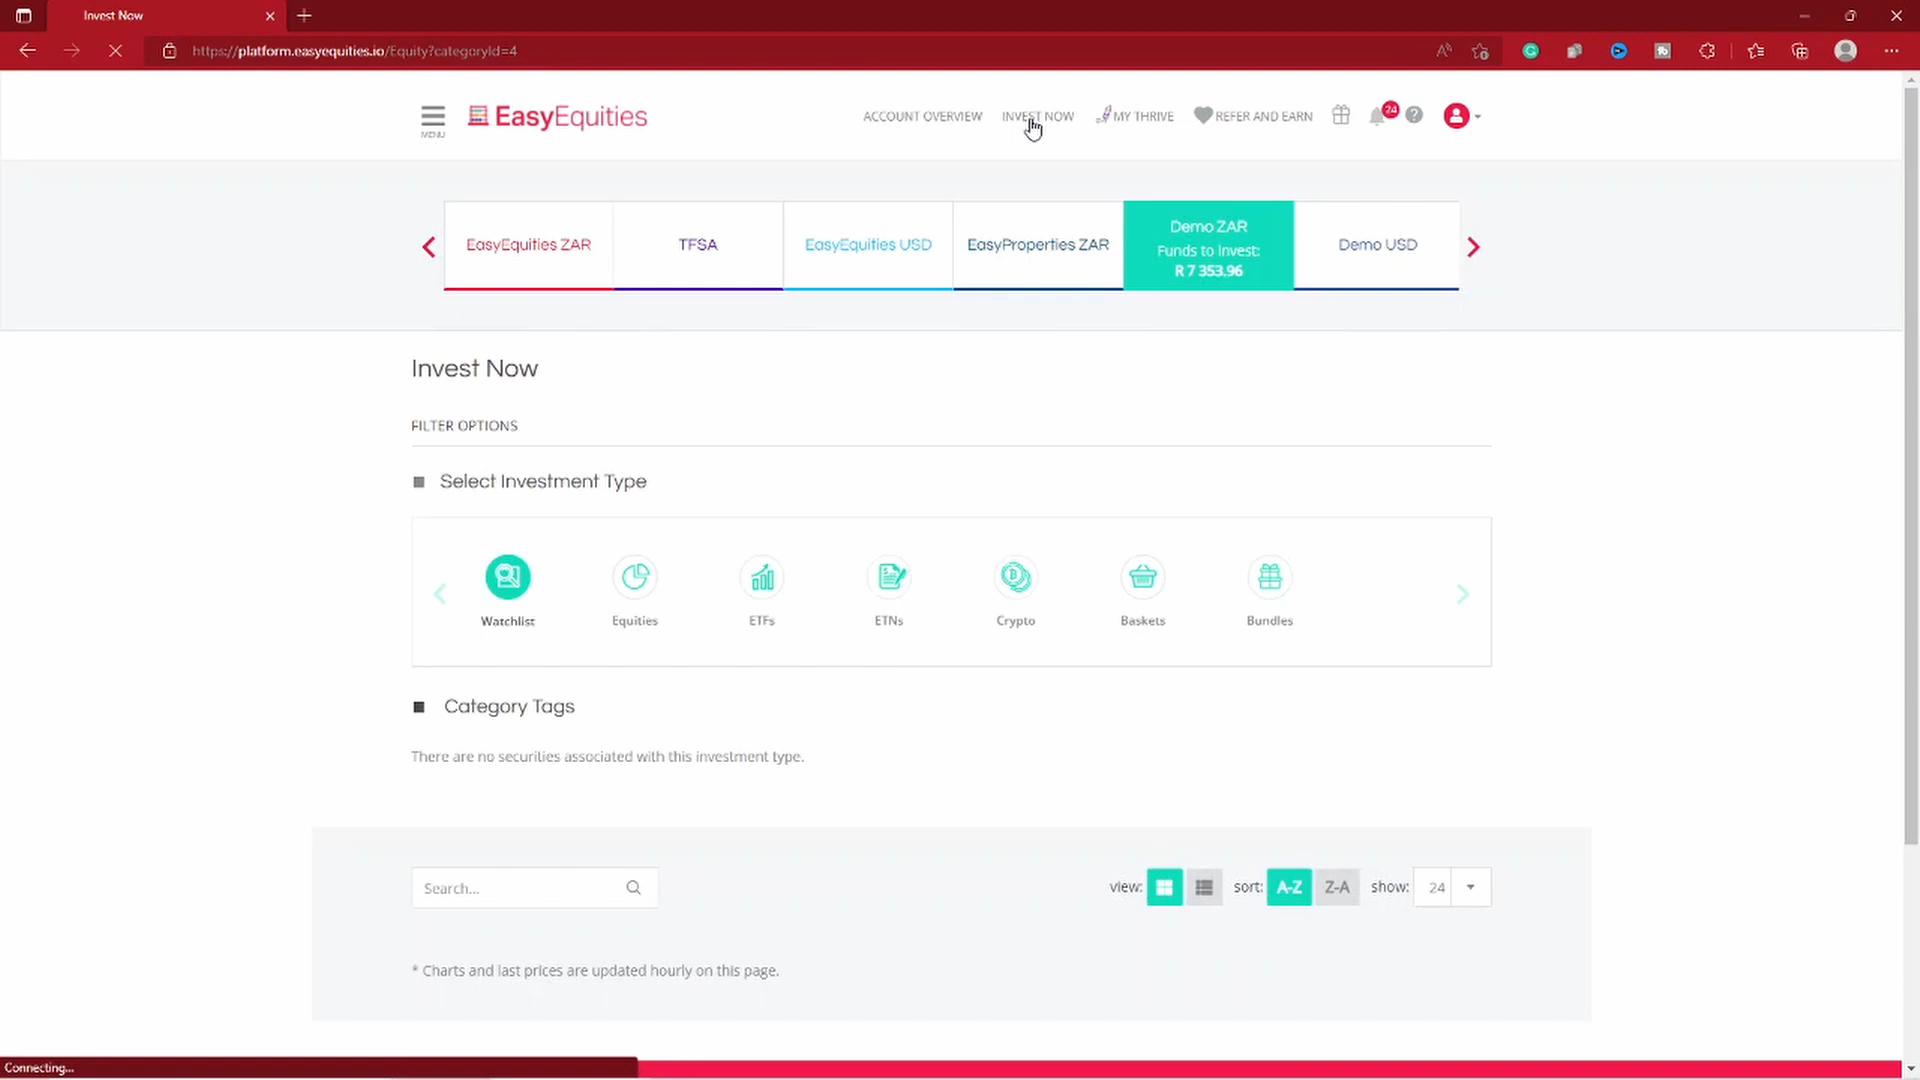 Invest Now
https://platform.easyequities.io/Equity?categoryId=4
MENU
EasyEquities
ACCOUNT OVERVIEW
INVEST NOW
MY THRIVE
REFER AND EARN
24
EasyEquities ZAR
TFSA
EasyEquities USD
EasyProperties ZAR
Demo ZAR
Funds to Invest:
R 7 353.96
Demo USD
Invest Now
FILTER OPTIONS
Select Investment Type
Watchlist
Equities
ETFs
ETNs
Crypto
Baskets
Bundles
Category Tags
There are no securities associated with this investment type.
Search...
view:
sort: A-Z Z-A
show: 24
* Charts and last prices are updated hourly on this page.
Connecting...